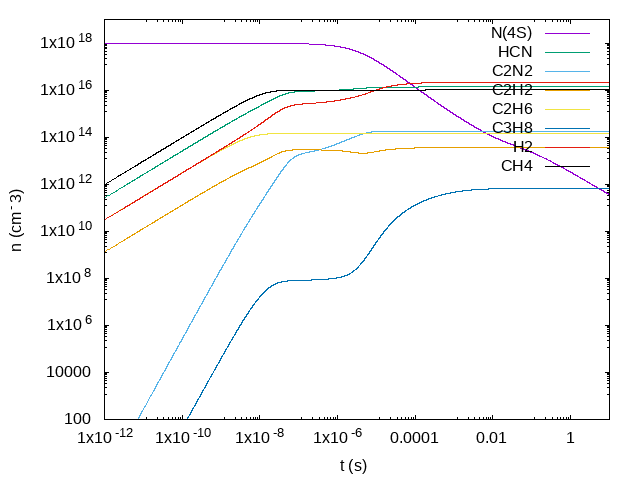 1x10^18
1x10^16
1x10^14
1x10^12
1x10^10
1x10^8
1x10^6
10000
100
n (cm^-3)
N(4S)
HCN
C2N2
C2H2
C2H6
C3H8
H2
CH4
1x10^-12 1x10^-10 1x10^-8 1x10^-6 0.0001 0.01 1
t (s)